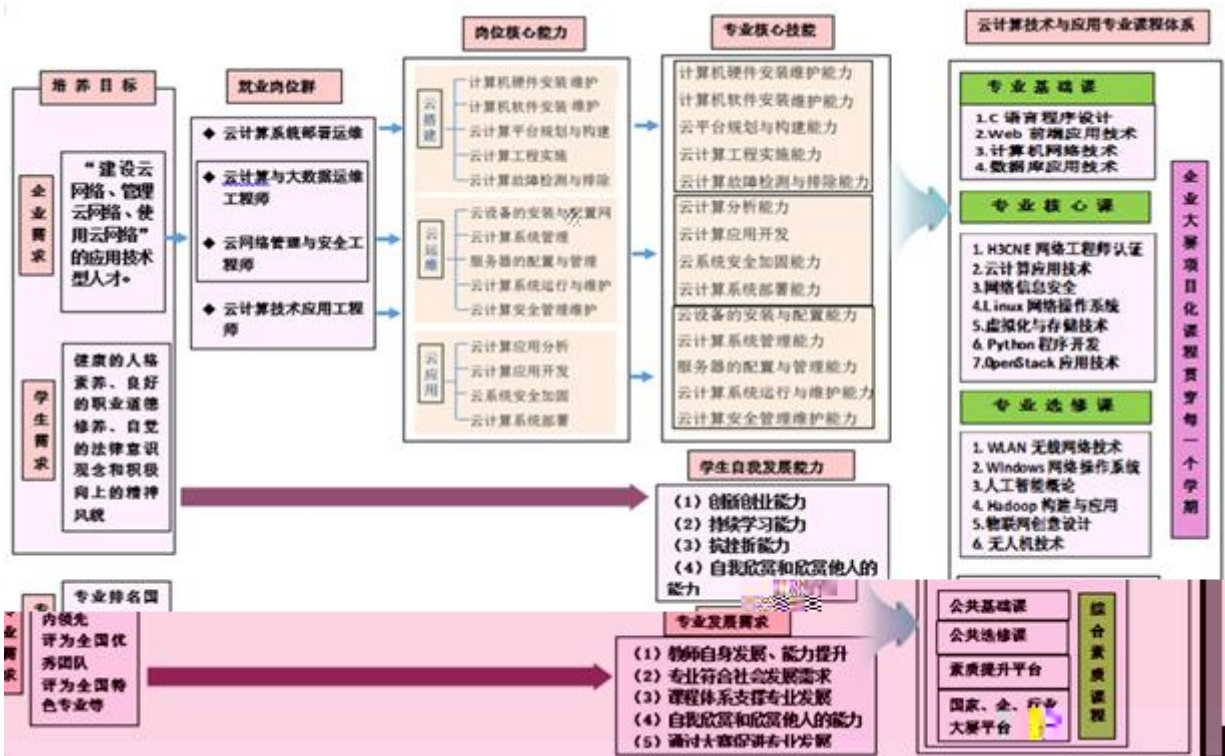 岗位核心能力
专业核心技能
云计算技术与应用专业课程体系
培养目标
就业岗位群
企业需求
“建设云
网络、管理
云网络、使
用云网络”
的应用技术
型人才。
学生需求
健康的人格
素养、良好
的职业道德
修养、自觉
的法律意识
观念和积极
向上的精神
风貌
◆ 云计算系统部署运维
◆ 云计算与大数据运维
工程师
◆ 云网络管理与安全工
程师
◆ 云计算技术应用工程
师
云搭建
计算机硬件安装维护
计算机软件安装维护
云计算平台规划与构建
云计算工程实施
云计算故障检测与排除
云运维
云设备的安装与配置网
云计算系统管理
服务器的配置与管理
云计算系统运行与维护
云计算安全管理维护
云应用
云计算应用分析
云计算应用开发
云系统安全加固
云计算系统部署
计算机硬件安装维护能力
计算机软件安装维护能力
云平台规划与构建能力
云计算工程实施能力
云计算故障检测与排除能力
云计算分析能力
云计算应用开发
云系统安全加固能力
云计算系统部署能力
云设备的安装与配置能力
云计算系统管理能力
服务器的配置与管理能力
云计算系统运行与维护能力
云计算安全管理维护能力
专业基础课
1.C 语言程序设计
2.Web 前端应用技术
3.计算机网络技术
4.数据库应用技术
专业核心课
1. H3CNE 网络工程师认证
2.云计算应用技术
3.网络信息安全
4.Linux 网络操作系统
5.虚拟化与存储技术
6. Python 程序开发
7.OpenStack 应用技术
专业选修课
1. WLAN 无线网络技术
2. Windows 网络操作系统
3.人工智能概论
4. Hadoop 构建与应用
5.物联网创意设计
6. 无人机技术
企业大赛项目化课程贯穿每一个学期
学生自我发展能力
（1）创新创业能力
（2）持续学习能力
（3）抗挫折能力
（4）自我欣赏和欣赏他人的
能力
专业需求
专业排名国
内领先
评为全国优
秀团队
评为全国特
色专业等
专业发展需求
（1）教师自身发展、能力提升
（2）专业符合社会发展需求
（3）课程体系支撑专业发展
（4）自我欣赏和欣赏他人的能力
（5）通过大赛促进专业发展
公共基础课
公共选修课
素质提升平台
国家、企、行业
大赛平台
综合素质课程